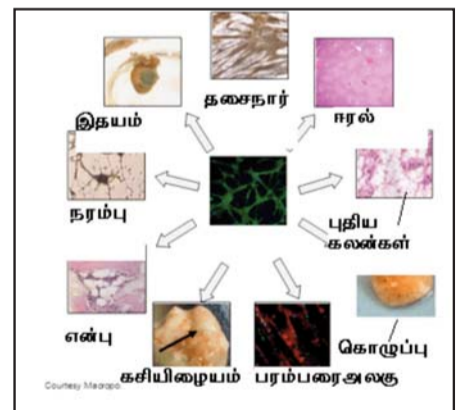 தசைநார்
இதயம்
ஈரல்
நரம்பு
புதிய
கலன்கள்
என்பு
கொழுப்பு
கசியிழையம்
பரம்பரைஅலகு
Courtesy Macropo